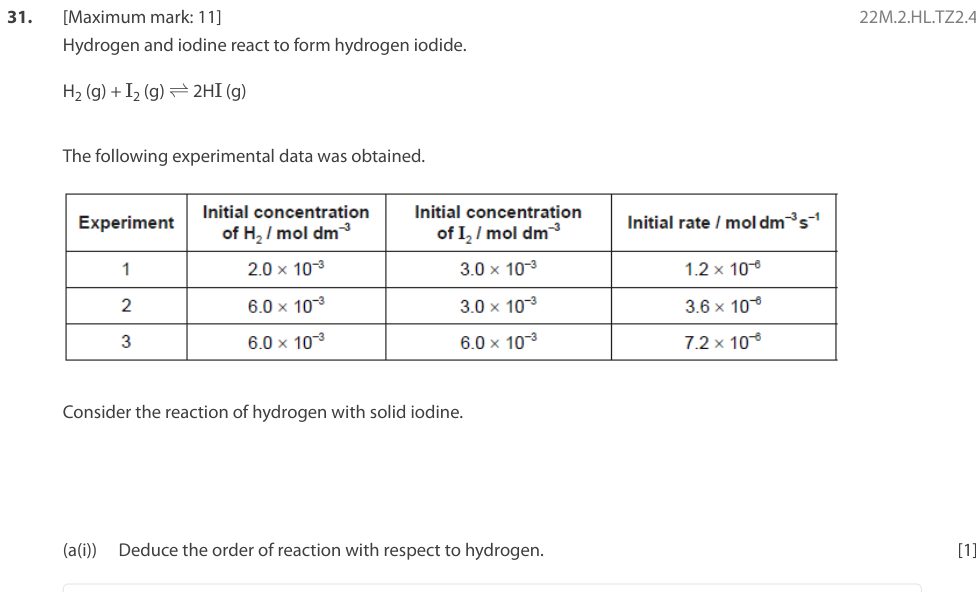 31. [Maximum mark: 11] 22M.2.HL.TZ2.4
Hydrogen and iodine react to form hydrogen iodide.
H₂ (g) + I₂ (g) ⇌ 2HI (g)
The following experimental data was obtained.
Experiment | Initial concentration of H₂ / mol dm⁻³ | Initial concentration of I₂ / mol dm⁻³ | Initial rate / mol dm⁻³ s⁻¹
1 | 2.0 × 10⁻³ | 3.0 × 10⁻³ | 1.2 × 10⁻⁶
2 | 6.0 × 10⁻³ | 3.0 × 10⁻³ | 3.6 × 10⁻⁶
3 | 6.0 × 10⁻³ | 6.0 × 10⁻³ | 7.2 × 10⁻⁶
Consider the reaction of hydrogen with solid iodine.
(a(i)) Deduce the order of reaction with respect to hydrogen. [1]